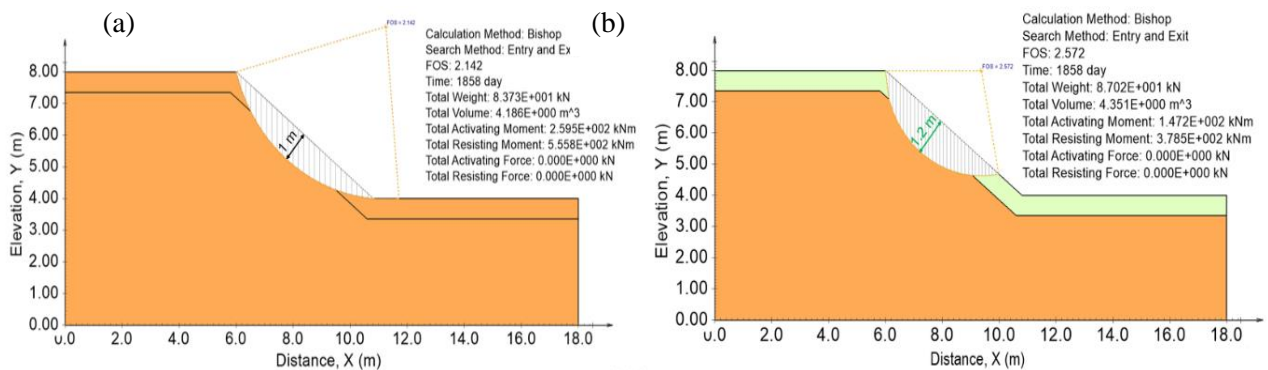 (a)
FOS = 2.142
Calculation Method: Bishop
Search Method: Entry and Ex
FOS: 2.142
Time: 1858 day
Total Weight: 8.373E+001 kN
Total Volume: 4.186E+000 m^3
Total Activating Moment: 2.595E+002 kNm
Total Resisting Moment: 5.558E+002 kNm
Total Activating Force: 0.000E+000 kN
Total Resisting Force: 0.000E+000 kN
Elevation, Y (m)
8.00
7.00
6.00
5.00
4.00
3.00
2.00
1.00
0.00
1 m
0.0 2.0 4.0 6.0 8.0 10.0 12.0 14.0 16.0 18.0
Distance, X (m)
(b)
FOS = 2.572
Calculation Method: Bishop
Search Method: Entry and Exit
FOS: 2.572
Time: 1858 day
Total Weight: 8.702E+001 kN
Total Volume: 4.351E+000 m^3
Total Activating Moment: 1.472E+002 kNm
Total Resisting Moment: 3.785E+002 kNm
Total Activating Force: 0.000E+000 kN
Total Resisting Force: 0.000E+000 kN
Elevation, Y (m)
8.00
7.00
6.00
5.00
4.00
3.00
2.00
1.00
0.00
1.2 m
0.0 2.0 4.0 6.0 8.0 10.0 12.0 14.0 16.0 18.0
Distance, X (m)